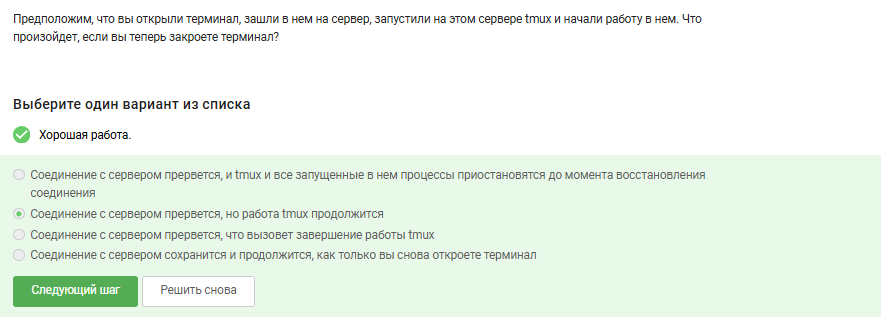 Предположим, что вы открыли терминал, зашли в нем на сервер, запустили на этом сервере tmux и начали работу в нем. Что
произойдет, если вы теперь закроете терминал?
Выберите один вариант из списка
Хорошая работа.
Соединение с сервером прервется, и tmux и все запущенные в нем процессы приостановятся до момента восстановления
соединения
Соединение с сервером прервется, но работа tmux продолжится
Соединение с сервером прервется, что вызовет завершение работы tmux
Соединение с сервером сохранится и продолжится, как только вы снова откроете терминал
Следующий шаг
Решить снова